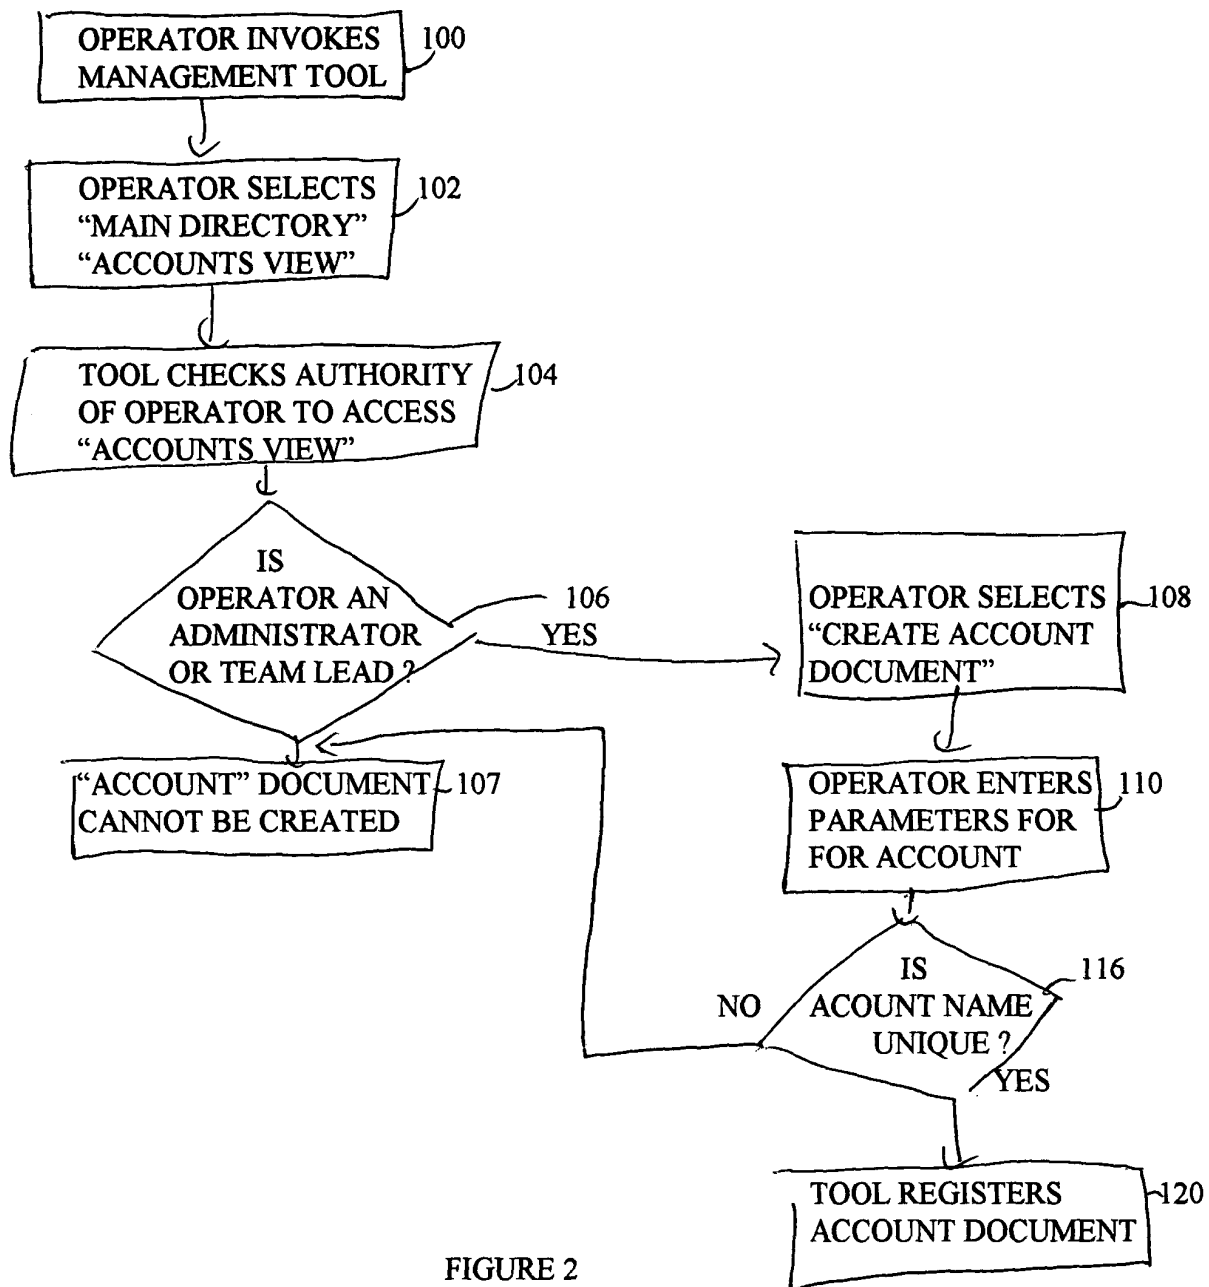 OPERATOR INVOKES
MANAGEMENT TOOL
100
OPERATOR SELECTS
“MAIN DIRECTORY”
“ACCOUNTS VIEW”
102
TOOL CHECKS AUTHORITY
OF OPERATOR TO ACCESS
“ACCOUNTS VIEW”
104
IS
OPERATOR AN
ADMINISTRATOR
OR TEAM LEAD ?
106
YES
“ACCOUNT” DOCUMENT
CANNOT BE CREATED
107
OPERATOR SELECTS
“CREATE ACCOUNT
DOCUMENT”
108
OPERATOR ENTERS
PARAMETERS FOR
FOR ACCOUNT
110
IS
ACOUNT NAME
UNIQUE ?
116
NO
YES
TOOL REGISTERS
ACCOUNT DOCUMENT
120
FIGURE 2